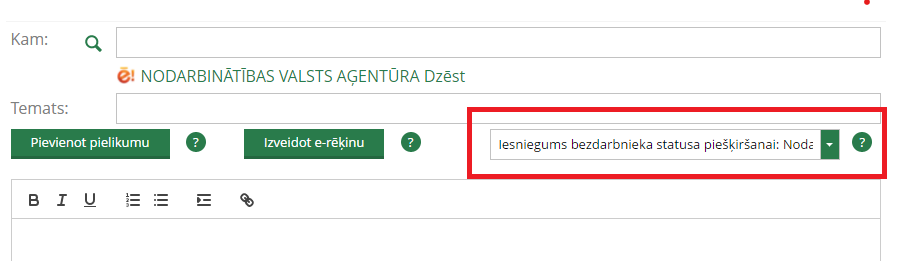 Kam:
ē! NODARBINĀTĪBAS VALSTS AĢENTŪRA Dzēst
Temats:
Pievienot pielikumu ? Izveidot e-rēķinu ? Iesniegums bezdarbnieka statusa piešķiršanai: Noda ?
B I U